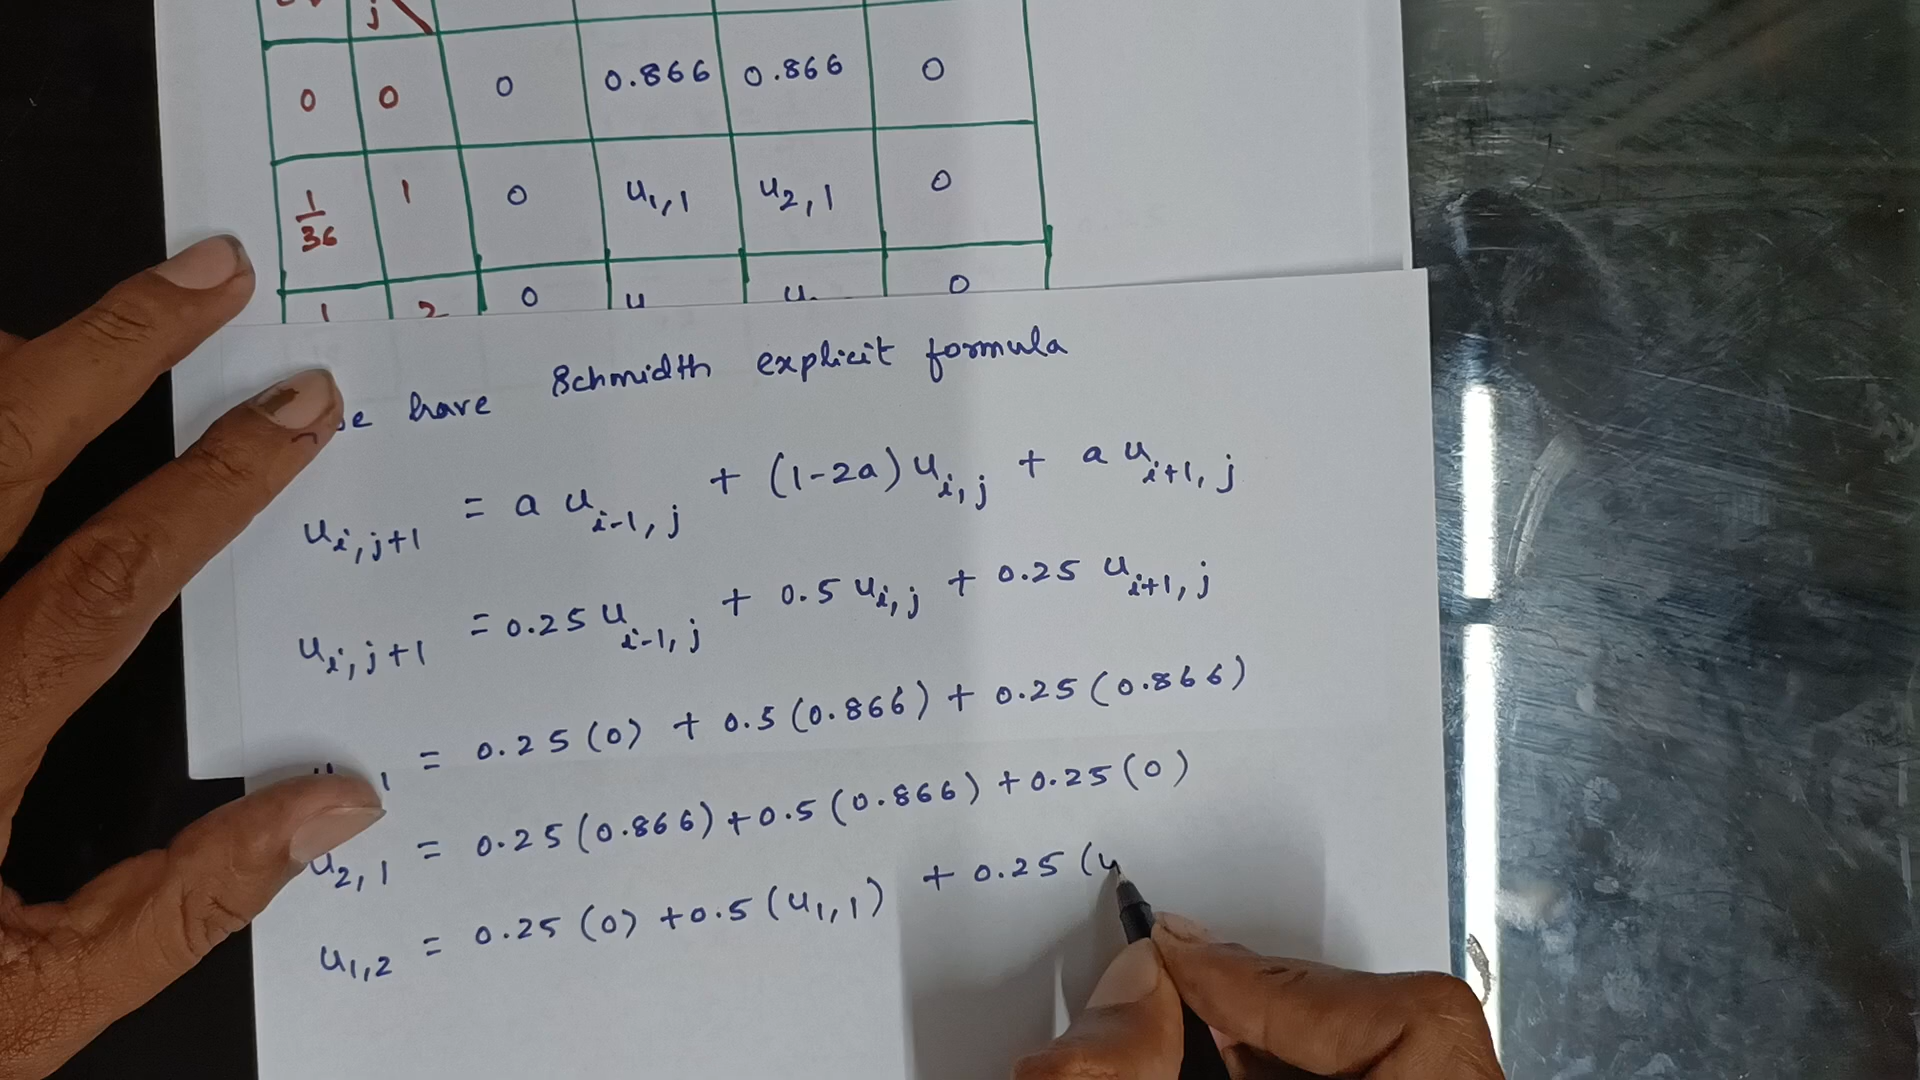 j
0 0 0 0.866 0.866 0
1/36 1 0 u1,1 u2,1 0
1 2 0 u u 0
have Schmidth explicit formula
ui,j+1 = a ui-1,j + (1-2a) ui,j + a ui+1,j
ui,j+1 = 0.25 ui-1,j + 0.5 ui,j + 0.25 ui+1,j
1 = 0.25(0) + 0.5(0.866) + 0.25(0.866)
u2,1 = 0.25(0.866) + 0.5(0.866) + 0.25(0)
u1,2 = 0.25(0) + 0.5(u1,1) + 0.25(u